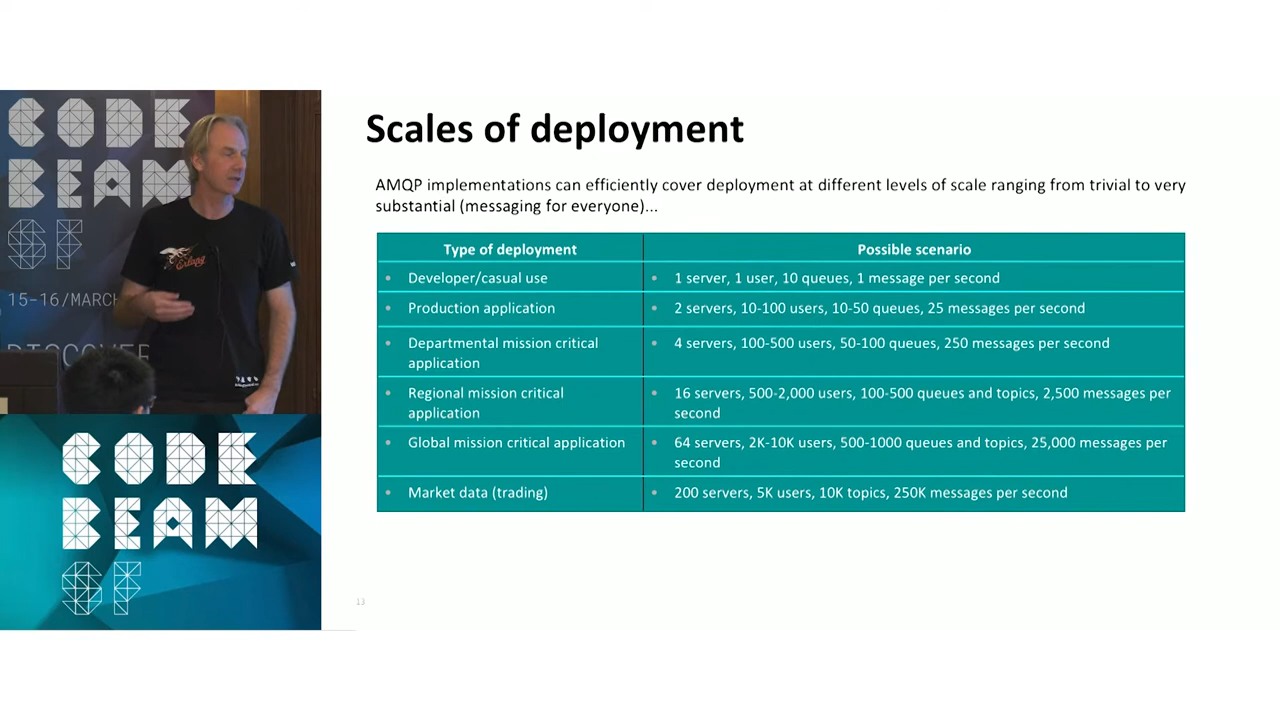 CODE
BEAM
SF
15-16/MARCH
DISCOVER
Erlang
CODE
BEAM
SF
Scales of deployment
AMQP implementations can efficiently cover deployment at different levels of scale ranging from trivial to very
substantial (messaging for everyone)...
Type of deployment
Possible scenario
• Developer/casual use
• 1 server, 1 user, 10 queues, 1 message per second
• Production application
• 2 servers, 10-100 users, 10-50 queues, 25 messages per second
• Departmental mission critical
application
• 4 servers, 100-500 users, 50-100 queues, 250 messages per second
• Regional mission critical
application
• 16 servers, 500-2,000 users, 100-500 queues and topics, 2,500 messages per
second
• Global mission critical application
• 64 servers, 2K-10K users, 500-1000 queues and topics, 25,000 messages per
second
• Market data (trading)
• 200 servers, 5K users, 10K topics, 250K messages per second
13